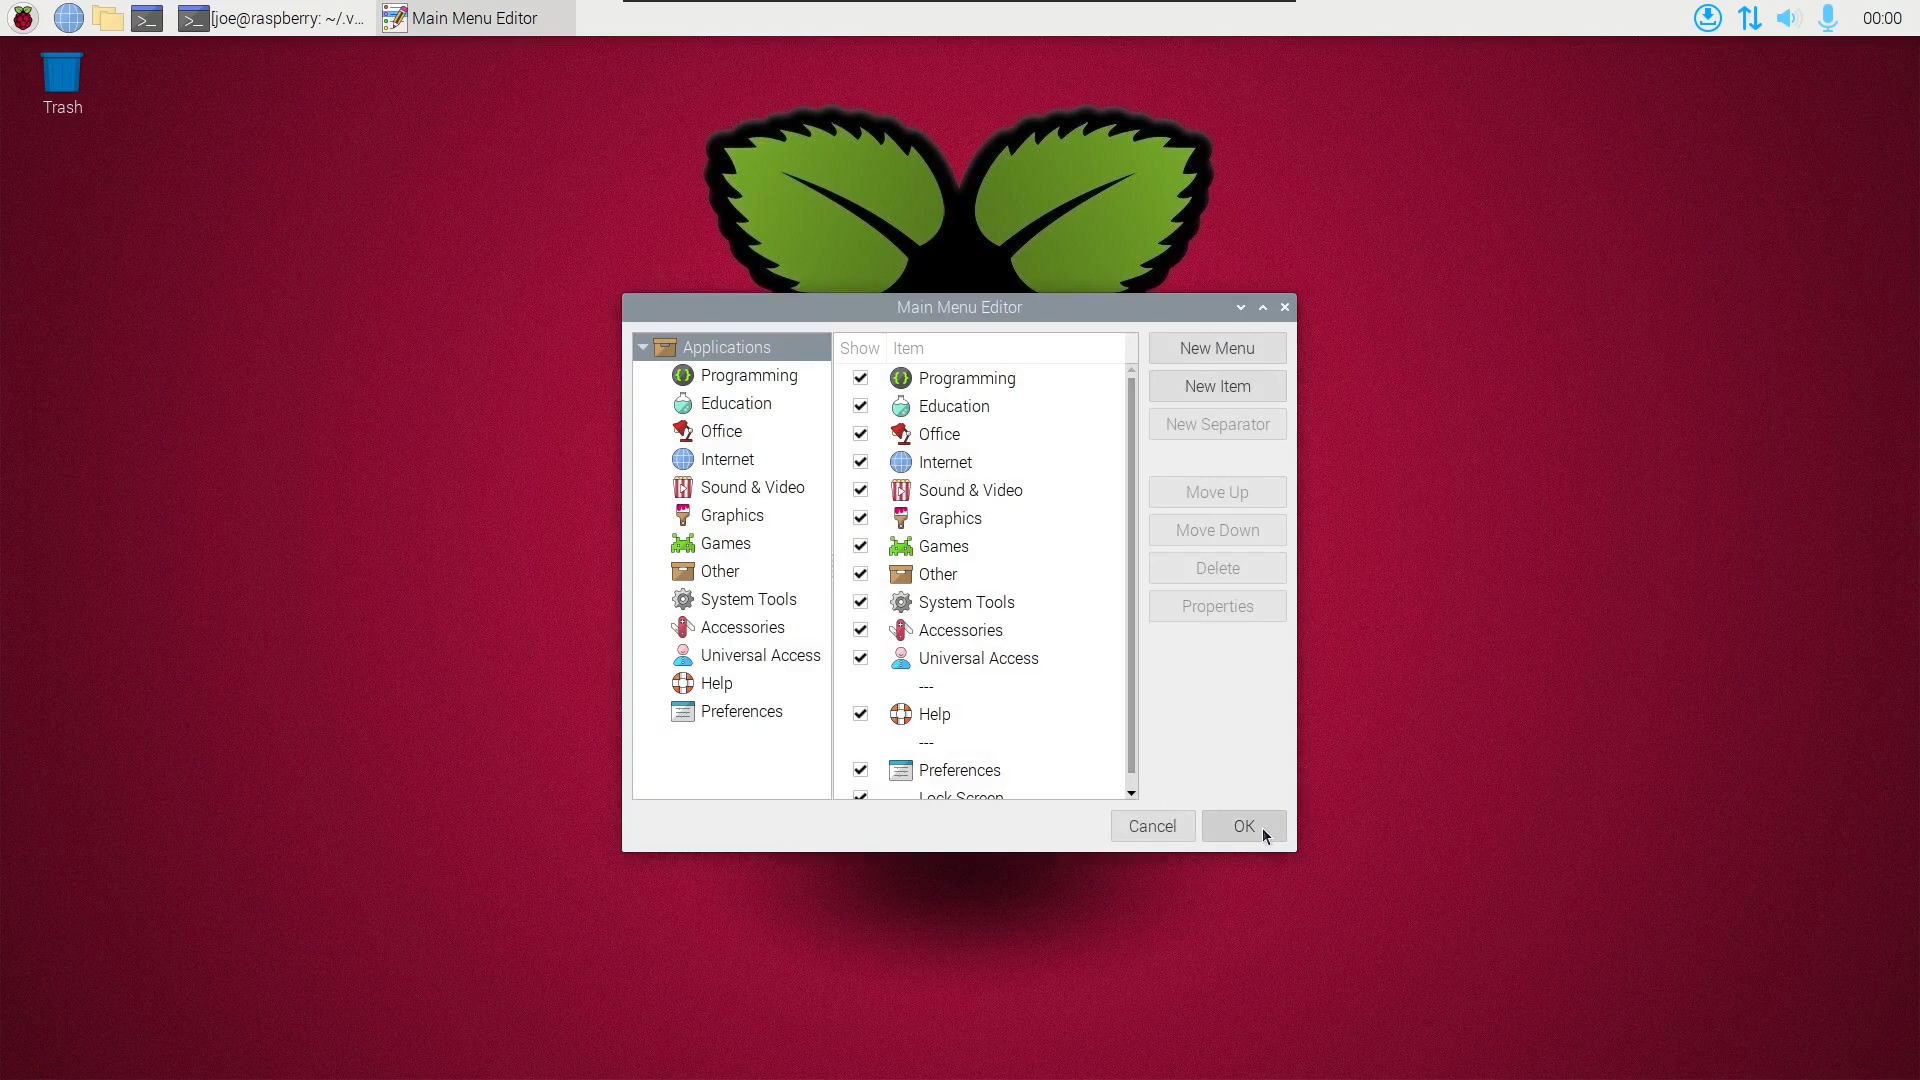 [joe@raspberry: ~/.v...
Main Menu Editor
00:00
Trash
Main Menu Editor
Applications
Programming
Education
Office
Internet
Sound & Video
Graphics
Games
Other
System Tools
Accessories
Universal Access
Help
Preferences
Show Item
Programming
Education
Office
Internet
Sound & Video
Graphics
Games
Other
System Tools
Accessories
Universal Access
---
Help
---
Preferences
Lock Screen
New Menu
New Item
New Separator
Move Up
Move Down
Delete
Properties
Cancel
OK